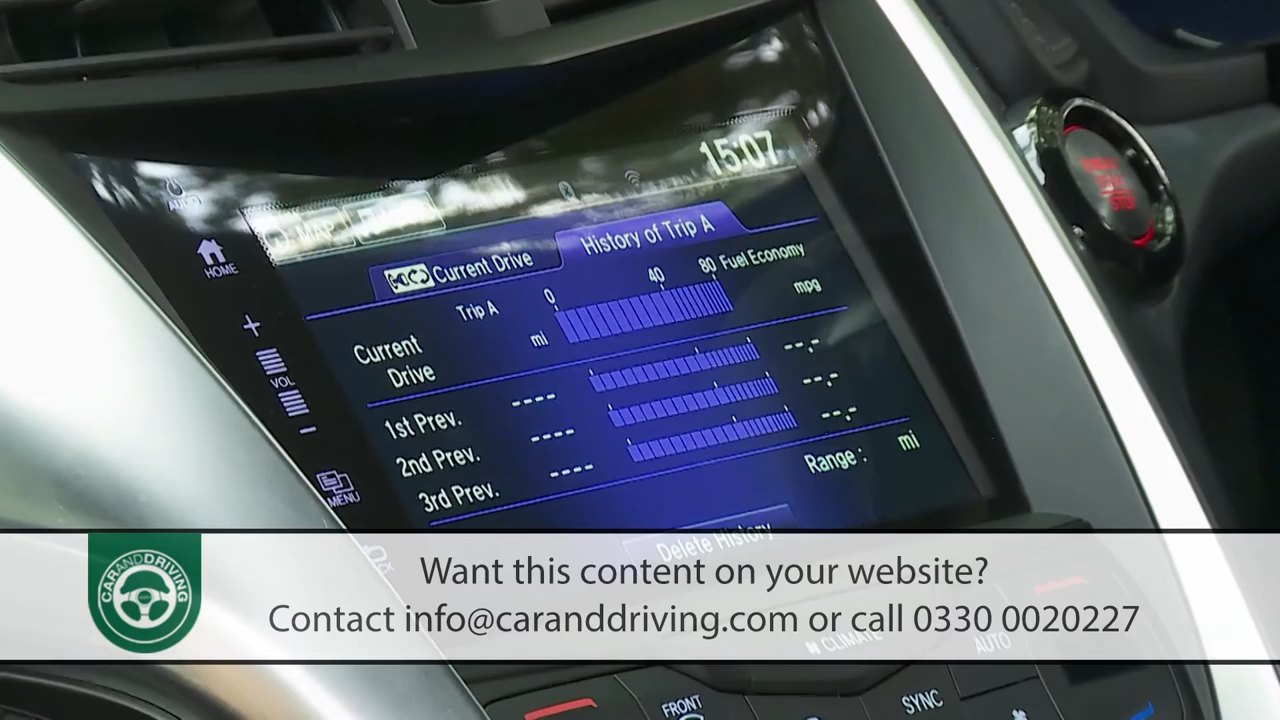 15:07
AUDIO
MAP
HOME
Current Drive
History of Trip A
Trip A
0
40
80
Fuel Economy
mi
mpg
Current
Drive
VOL
1st Prev.
---- --.-
2nd Prev.
---- --.-
3rd Prev.
---- --.-
Range :
mi
MENU
Delete History
Want this content on your website?
Contact info@caranddriving.com or call 0330 0020227
CARANDDRIVING
CLIMATE
AUTO
FRONT
SYNC